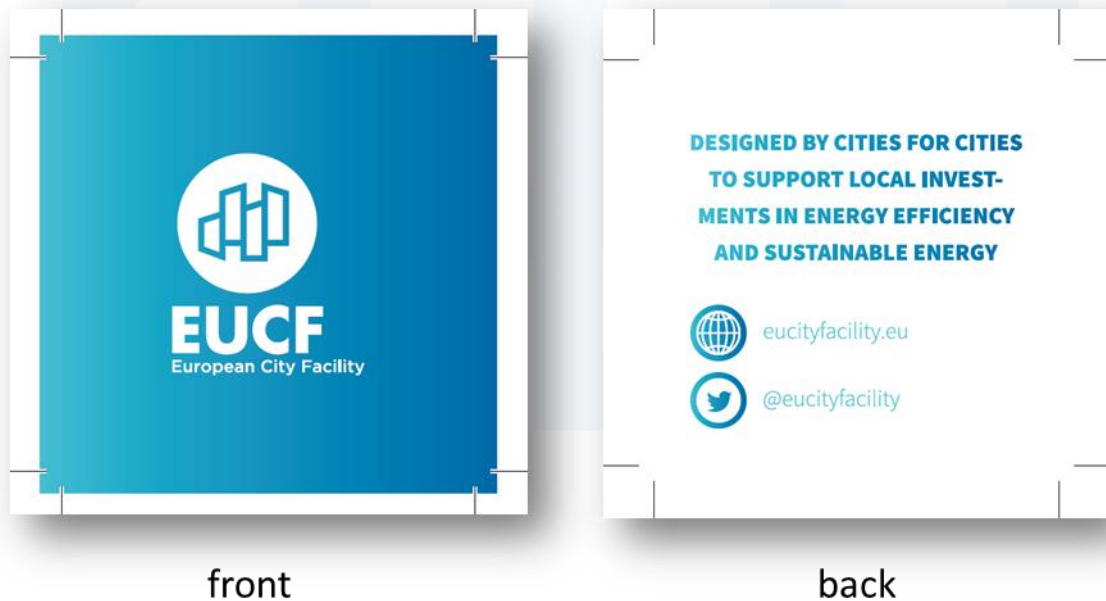 EUCF
European City Facility
DESIGNED BY CITIES FOR CITIES
TO SUPPORT LOCAL INVEST-
MENTS IN ENERGY EFFICIENCY
AND SUSTAINABLE ENERGY
eucityfacility.eu
@eucityfacility
front
back